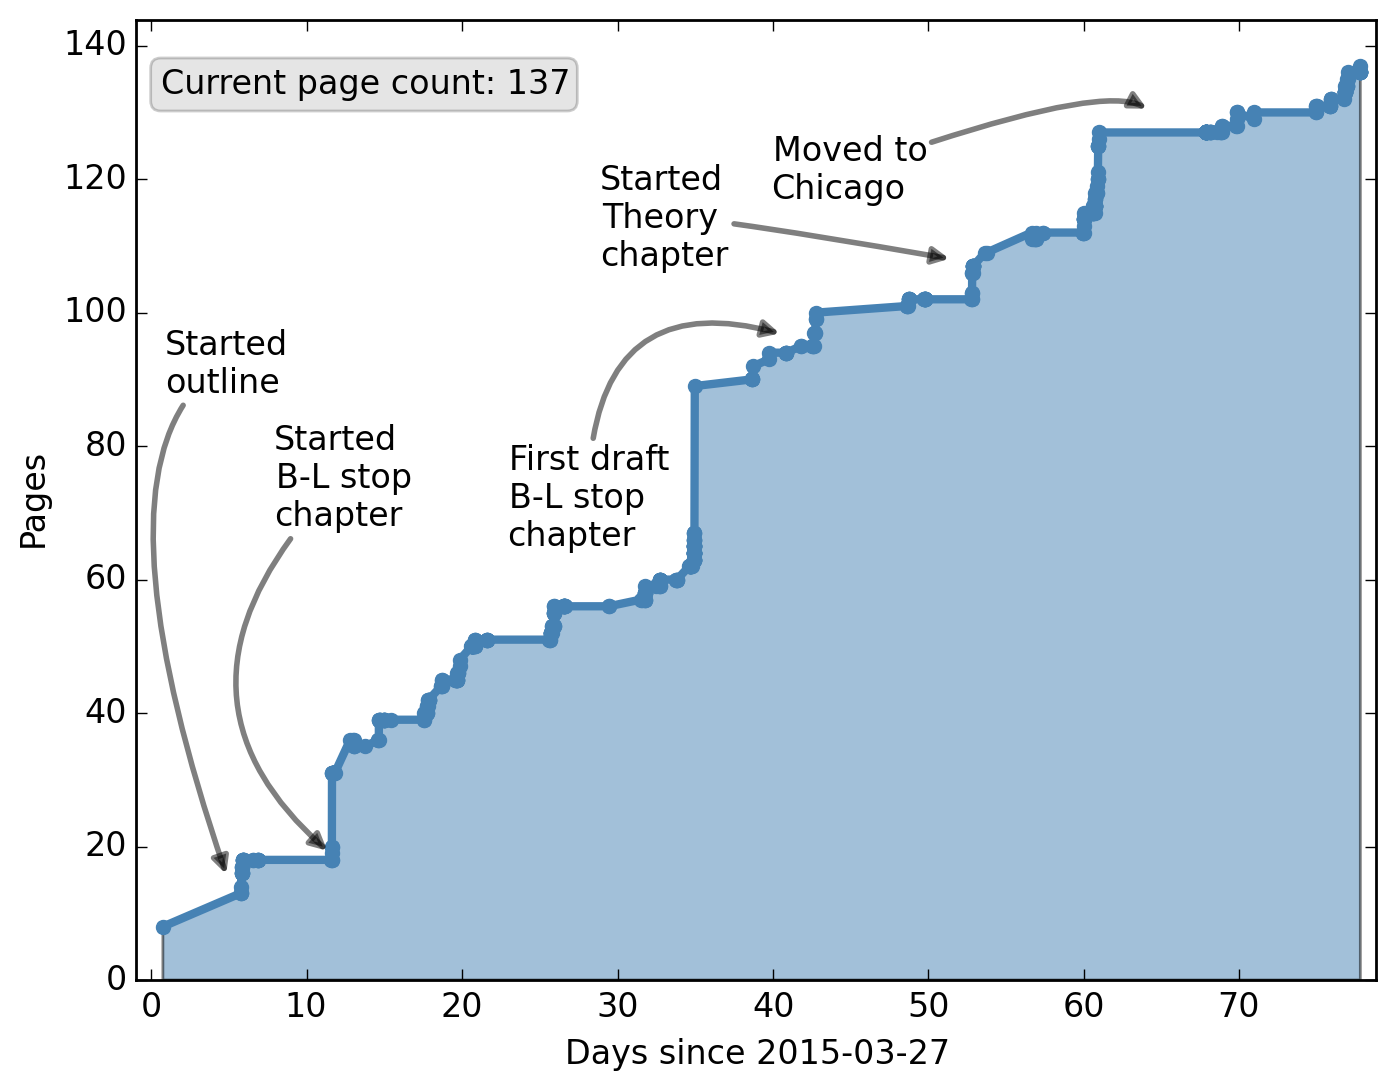 Current page count: 137
Moved to
Chicago
Started
Theory
chapter
Started
outline
Started
B-L stop
chapter
First draft
B-L stop
chapter
Pages
140
120
100
80
60
40
20
0
0 10 20 30 40 50 60 70
Days since 2015-03-27